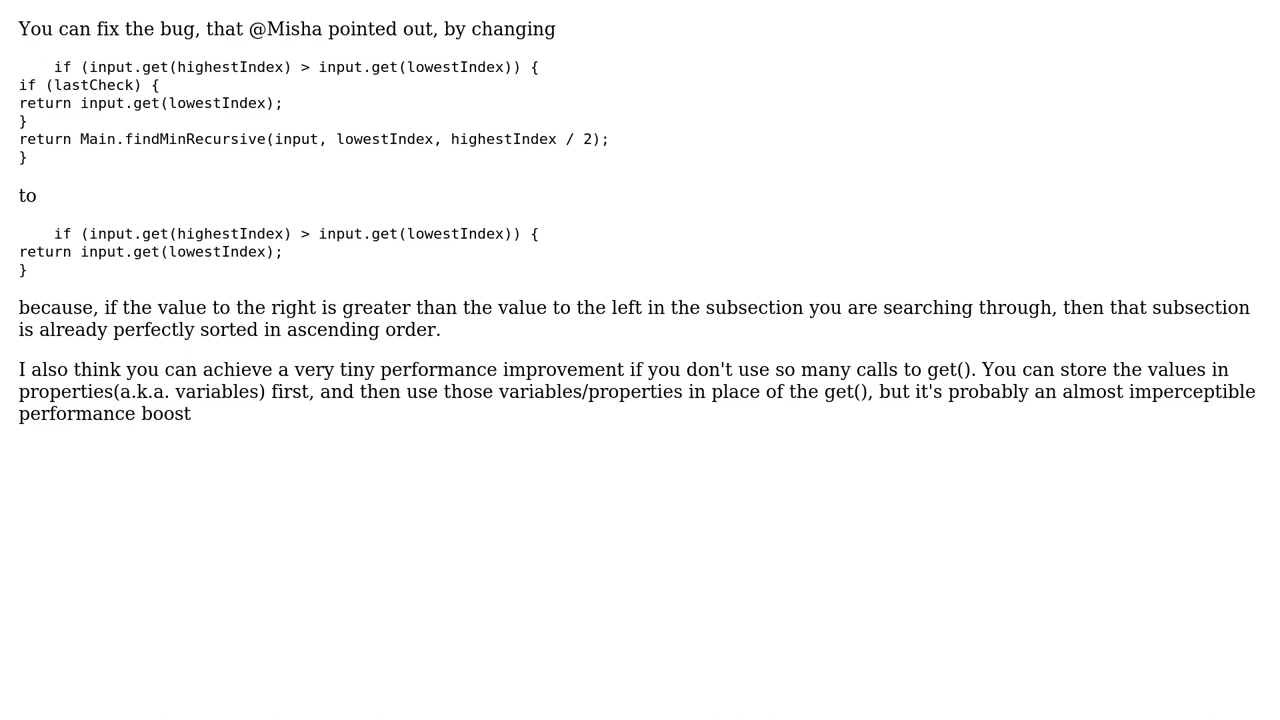 You can fix the bug, that @Misha pointed out, by changing
if (input.get(highestIndex) > input.get(lowestIndex)) {
if (lastCheck) {
return input.get(lowestIndex);
}
return Main.findMinRecursive(input, lowestIndex, highestIndex / 2);
}
to
if (input.get(highestIndex) > input.get(lowestIndex)) {
return input.get(lowestIndex);
}
because, if the value to the right is greater than the value to the left in the subsection you are searching through, then that subsection
is already perfectly sorted in ascending order.
I also think you can achieve a very tiny performance improvement if you don't use so many calls to get(). You can store the values in
properties(a.k.a. variables) first, and then use those variables/properties in place of the get(), but it's probably an almost imperceptible
performance boost